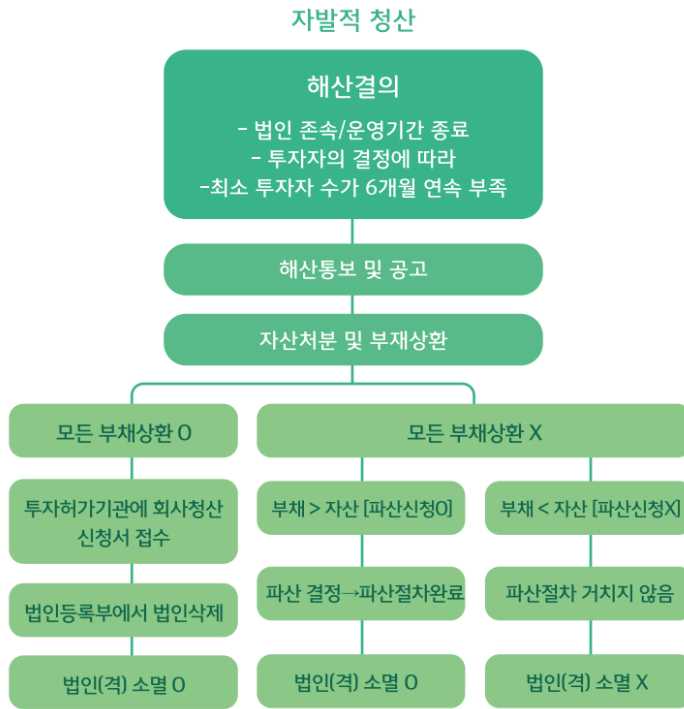 자발적 청산
해산결의
- 법인 존속/운영기간 종료
- 투자자의 결정에 따라
-최소 투자자 수가 6개월 연속 부족
해산통보 및 공고
자산처분 및 부재상환
모든 부채상환 O
모든 부채상환 X
투자허가기관에 회사청산
신청서 접수
부채 > 자산 [파산신청O]
부채 < 자산 [파산신청X]
법인등록부에서 법인삭제
파산 결정→파산절차완료
파산절차 거치지 않음
법인(격) 소멸 O
법인(격) 소멸 O
법인(격) 소멸 X